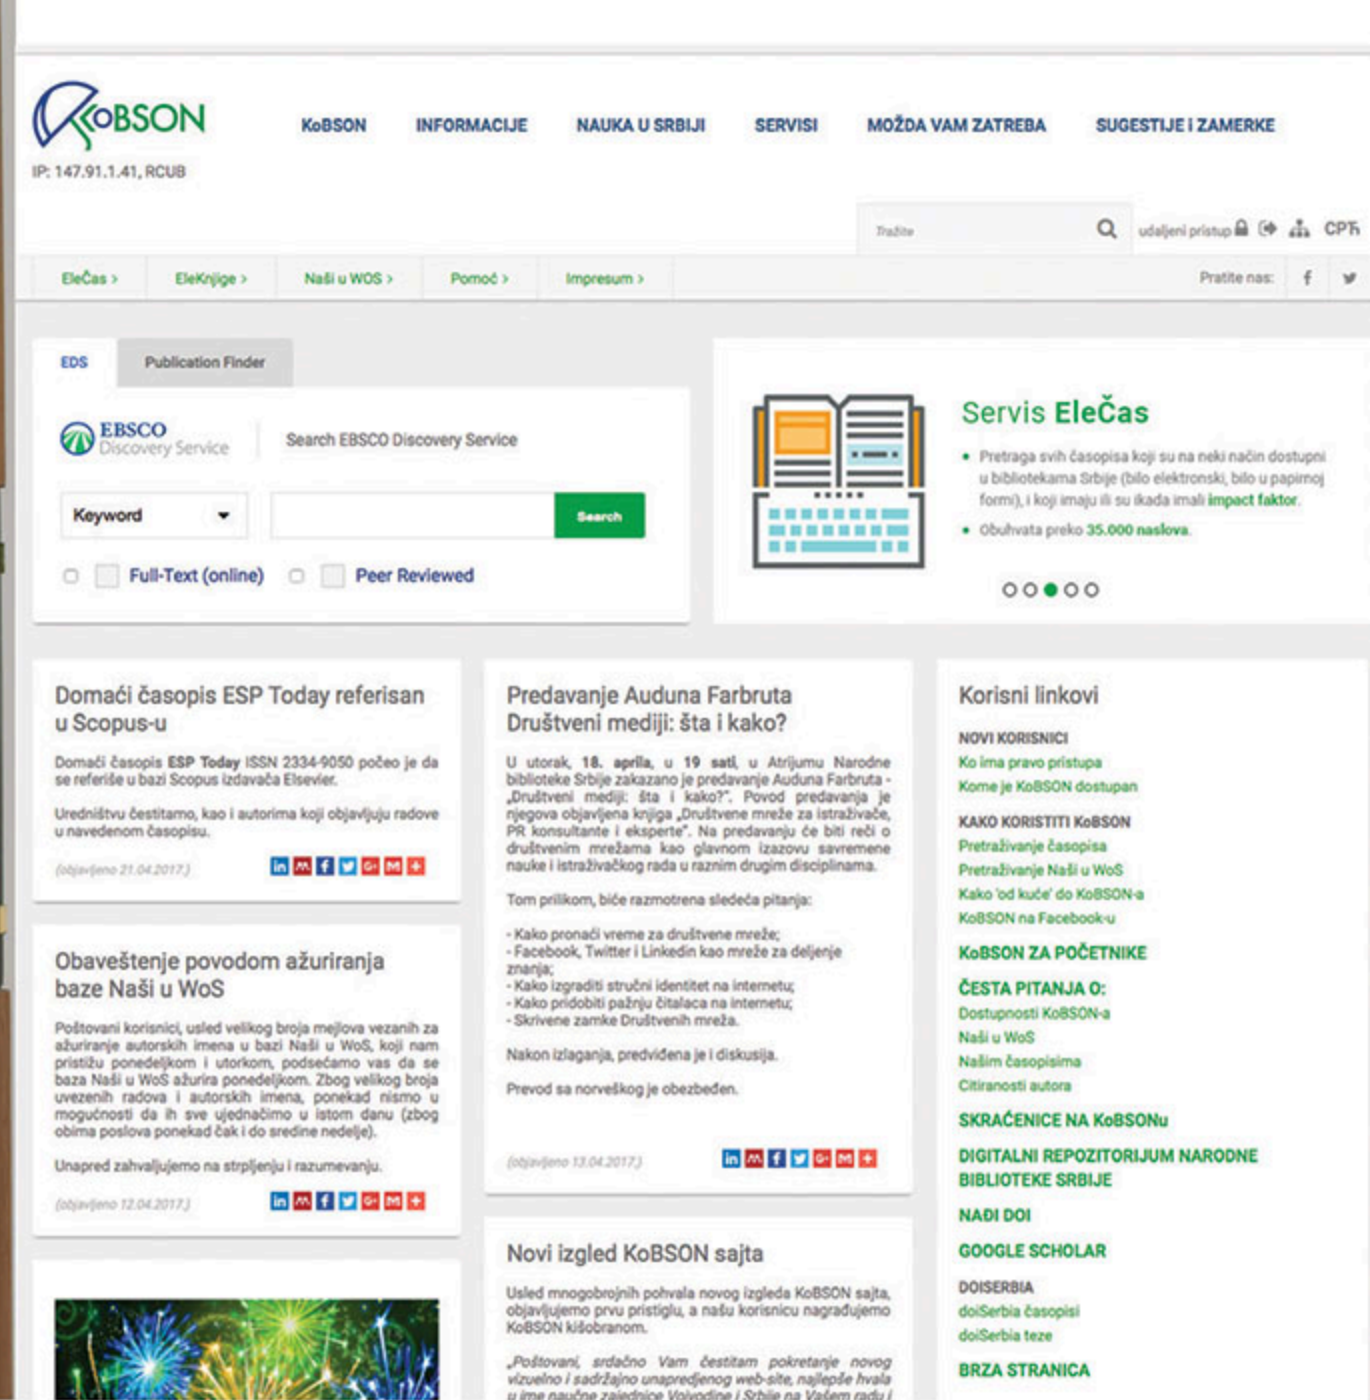 KoBSON
KoBSON INFORMACIJE NAUKA U SRBIJI SERVISI MOŽDA VAM ZATREBA SUGESTIJE i ZAMERKE
IP: 147.91.1.41, RCUB
Tražite udaljeni pristup СРЋ
EleČas > EleKnjige > Naši u WOS > Pomoć > Impresum > Pratite nas:
EDS Publication Finder
EBSCO
Discovery Service
Search EBSCO Discovery Service
Keyword Search
Full-Text (online) Peer Reviewed
Servis EleČas
• Pretraga svih časopisa koji su na neki način dostupni
u bibliotekama Srbije (bilo elektronski, bilo u papirnoj
formi), i koji imaju ili su ikada imali impact faktor.
• Obuhvata preko 35.000 naslova.
Domaći časopis ESP Today referisan
u Scopus-u
Domaći časopis ESP Today ISSN 2334-9050 počeo je da
se referiše u bazi Scopus izdavača Elsevier.
Uredništvu čestitamo, kao i autorima koji objavljuju radove
u navedenom časopisu.
(objavljeno 21.04.2017.)
Obaveštenje povodom ažuriranja
baze Naši u WoS
Poštovani korisnici, usled velikog broja mejlova vezanih za
ažuriranje autorskih imena u bazi Naši u WoS, koji nam
pristižu ponedeljkom i utorkom, podsećamo vas da se
baza Naši u WoS ažurira ponedeljkom. Zbog velikog broja
uvezenih radova i autorskih imena, ponekad nismo u
mogućnosti da ih sve ujednačimo u istom danu (zbog
obima poslova ponekad čak i do sredine nedelje).
Unapred zahvaljujemo na strpljenju i razumevanju.
(objavljeno 12.04.2017.)
Predavanje Auduna Farbruta
Društveni mediji: šta i kako?
U utorak, 18. aprila, u 19 sati, u Atrijumu Narodne
biblioteke Srbije zakazano je predavanje Auduna Farbruta -
„Društveni mediji: šta i kako?“. Povod predavanja je
njegova objavljena knjiga „Društvene mreže za istraživače,
PR konsultante i eksperte“. Na predavanju će biti reči o
društvenim mrežama kao glavnom izazovu savremene
nauke i istraživačkog rada u raznim drugim disciplinama.
Tom prilikom, biće razmotrena sledeća pitanja:
- Kako pronaći vreme za društvene mreže;
- Facebook, Twitter i Linkedin kao mreže za deljenje
znanja;
- Kako izgraditi stručni identitet na internetu;
- Kako pridobiti pažnju čitalaca na internetu;
- Skrivene zamke Društvenih mreža.
Nakon izlaganja, predviđena je i diskusija.
Prevod sa norveškog je obezbeđen.
(objavljeno 13.04.2017.)
Novi izgled KoBSON sajta
Usled mnogobrojnih pohvala novog izgleda KoBSON sajta,
objavljujemo prvu pristiglu, a našu korisnicu nagrađujemo
KoBSON kišobranom.
„Poštovani, srdačno Vam čestitam pokretanje novog
vizuelno i sadržajno unapredjenog web-site, najlepše hvala
u ime naučne zajednice Vojvodine i Srbije na Vašem radu i
Korisni linkovi
NOVI KORISNICI
Ko ima pravo pristupa
Kome je KoBSON dostupan
KAKO KORISTITI KoBSON
Pretraživanje časopisa
Pretraživanje Naši u WoS
Kako 'od kuće' do KoBSON-a
KoBSON na Facebook-u
KoBSON ZA POČETNIKE
ČESTA PITANJA O:
Dostupnosti KoBSON-a
Naši u WoS
Našim časopisima
Citiranosti autora
SKRAĆENICE NA KoBSONu
DIGITALNI REPOZITORIJUM NARODNE
BIBLIOTEKE SRBIJE
NAĐI DOI
GOOGLE SCHOLAR
DOISERBIA
doiSerbia časopisi
doiSerbia teze
BRZA STRANICA